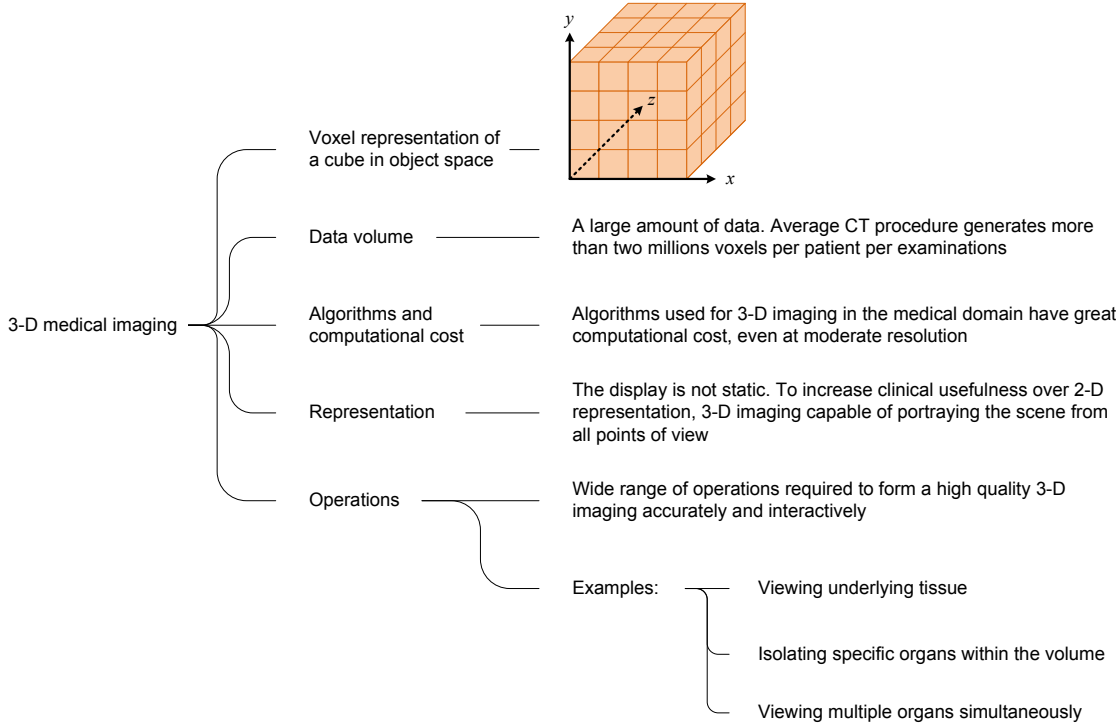 y
z
x
Voxel representation of
a cube in object space
Data volume
A large amount of data. Average CT procedure generates more
than two millions voxels per patient per examinations
3-D medical imaging
Algorithms and
computational cost
Algorithms used for 3-D imaging in the medical domain have great
computational cost, even at moderate resolution
Representation
The display is not static. To increase clinical usefulness over 2-D
representation, 3-D imaging capable of portraying the scene from
all points of view
Operations
Wide range of operations required to form a high quality 3-D
imaging accurately and interactively
Examples:
Viewing underlying tissue
Isolating specific organs within the volume
Viewing multiple organs simultaneously